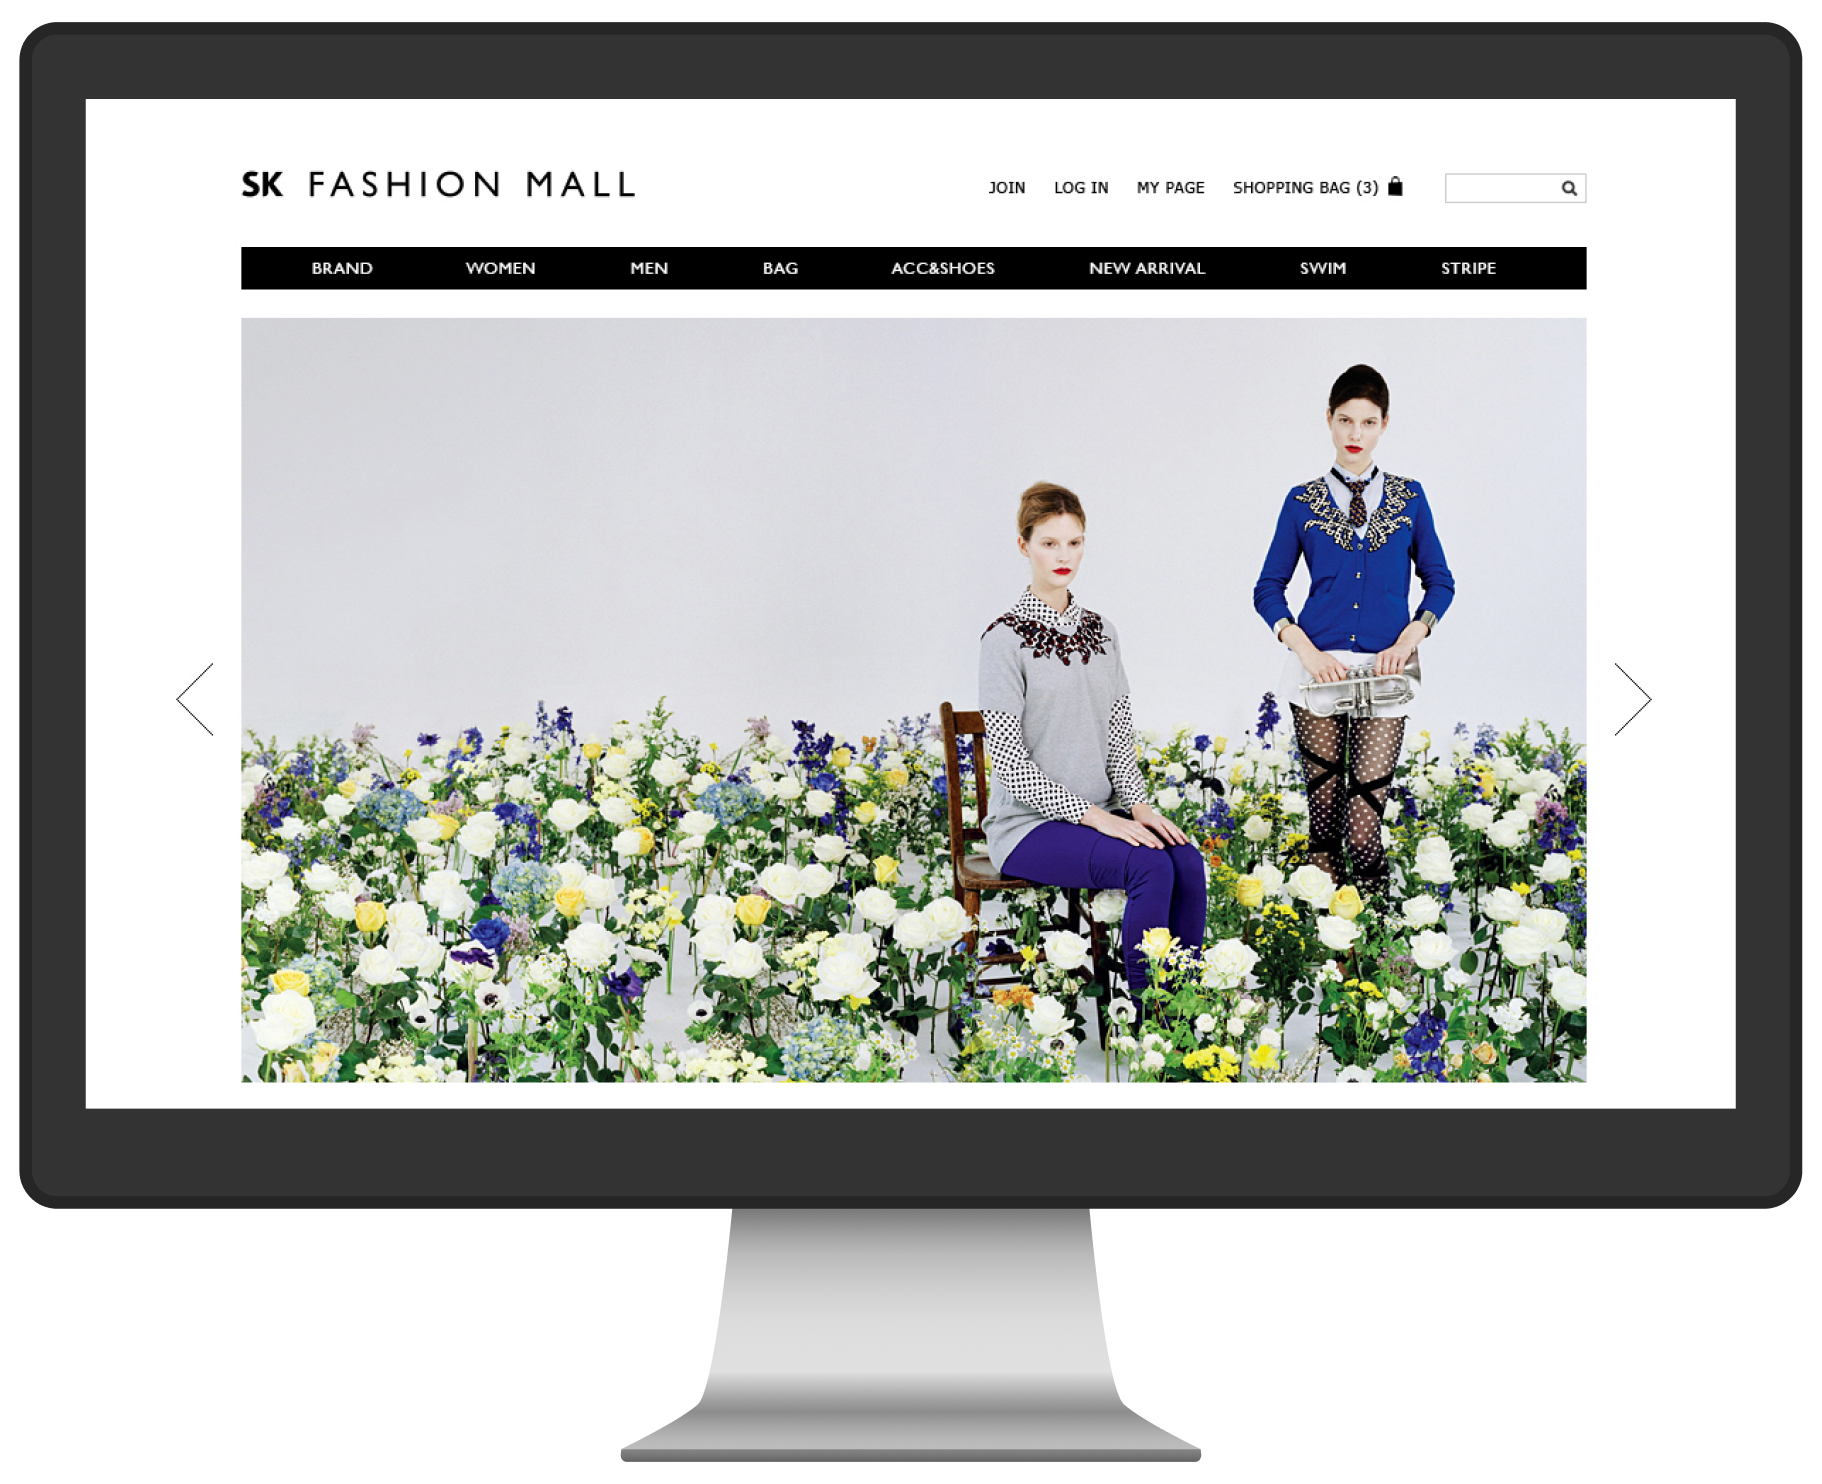 SK FASHION MALL
JOIN LOG IN MY PAGE SHOPPING BAG (3)
BRAND WOMEN MEN BAG ACC&SHOES NEW ARRIVAL SWIM STRIPE